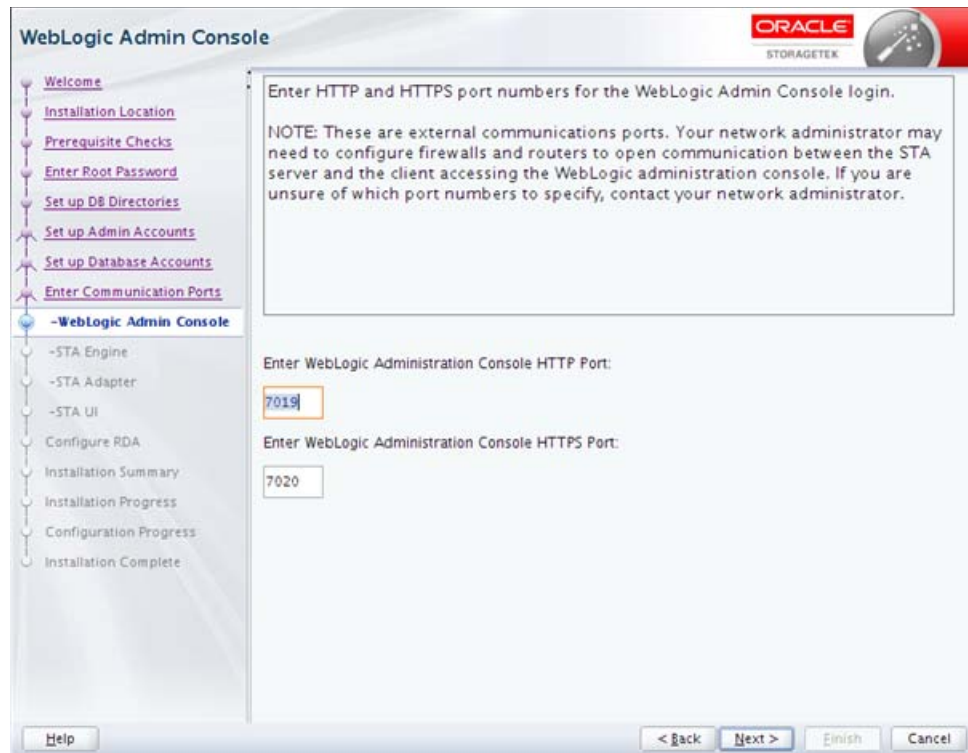 WebLogic Admin Console
ORACLE
STORAGETEK
Welcome
Installation Location
Prerequisite Checks
Enter Root Password
Set up DB Directories
Set up Admin Accounts
Set up Database Accounts
Enter Communication Ports
-WebLogic Admin Console
-STA Engine
-STA Adapter
-STA UI
Configure RDA
Installation Summary
Installation Progress
Configuration Progress
Installation Complete
Enter HTTP and HTTPS port numbers for the WebLogic Admin Console login.
NOTE: These are external communications ports. Your network administrator may
need to configure firewalls and routers to open communication between the STA
server and the client accessing the WebLogic administration console. If you are
unsure of which port numbers to specify, contact your network administrator.
Enter WebLogic Administration Console HTTP Port:
7019
Enter WebLogic Administration Console HTTPS Port:
7020
Help
< Back
Next >
Finish
Cancel